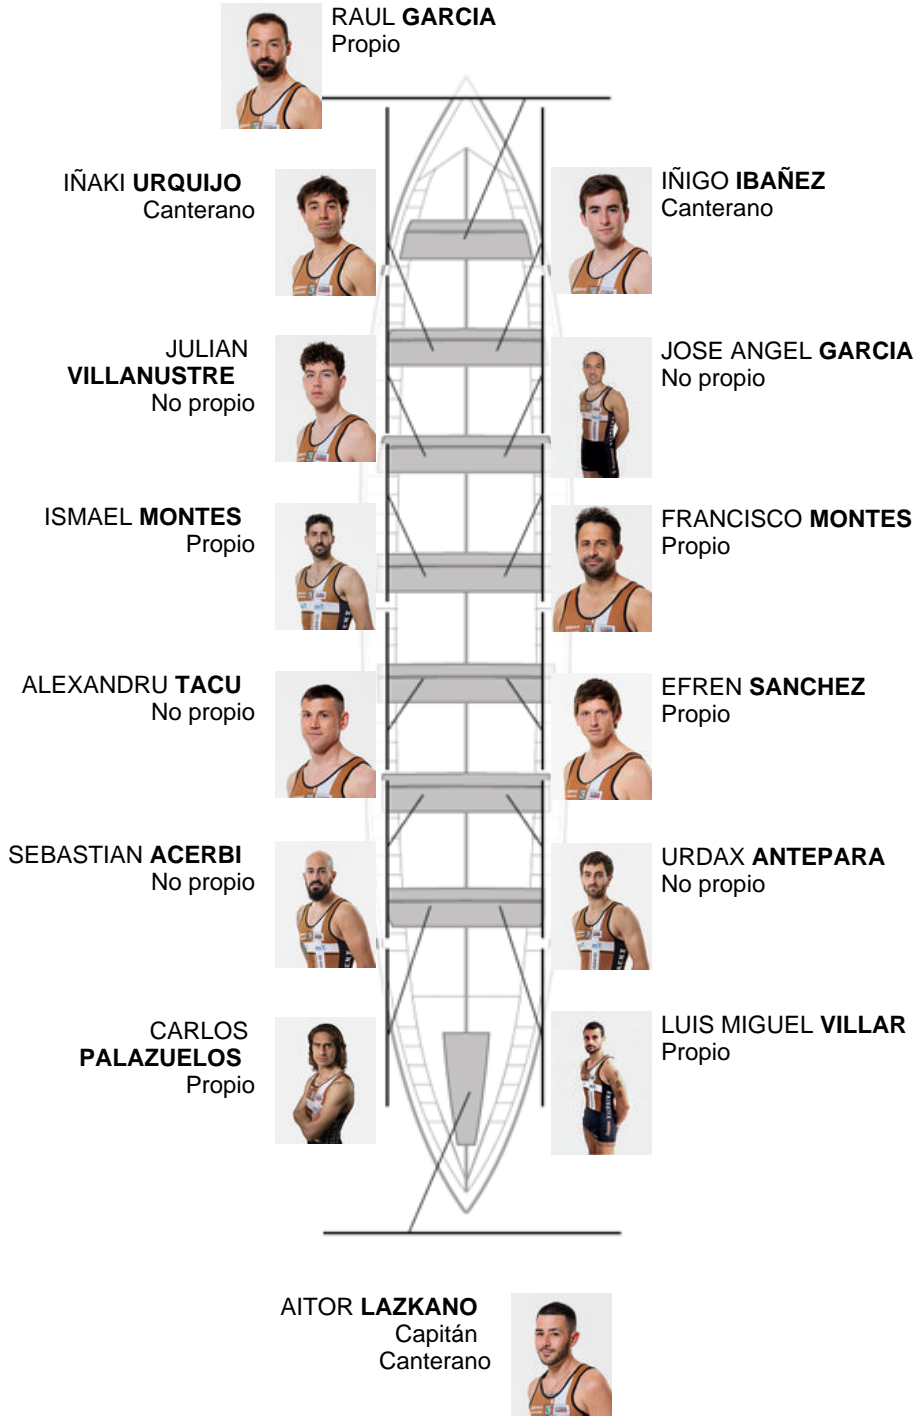 RAUL GARCIA
Propio
IÑAKI URQUIJO
Canterano
IÑIGO IBAÑEZ
Canterano
JULIAN
VILLANUSTRE
No propio
JOSE ANGEL GARCIA
No propio
ISMAEL MONTES
Propio
FRANCISCO MONTES
Propio
ALEXANDRU TACU
No propio
EFREN SANCHEZ
Propio
SEBASTIAN ACERBI
No propio
URDAX ANTEPARA
No propio
CARLOS
PALAZUELOS
Propio
LUIS MIGUEL VILLAR
Propio
AITOR LAZKANO
Capitán
Canterano